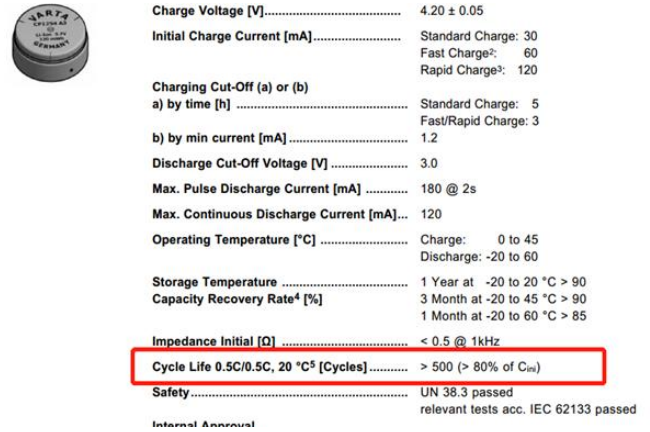 VARTA
CP1254 A3
GERMANY
Charge Voltage [V]............................... 4.20 ± 0.05
Initial Charge Current [mA].................... Standard Charge: 30
Fast Charge²: 60
Rapid Charge³: 120
Charging Cut-Off (a) or (b)
a) by time [h] ........................................ Standard Charge: 5
Fast/Rapid Charge: 3
b) by min current [mA] ........................... 1.2
Discharge Cut-Off Voltage [V] .................. 3.0
Max. Pulse Discharge Current [mA] .......... 180 @ 2s
Max. Continuous Discharge Current [mA]... 120
Operating Temperature [°C] .................... Charge: 0 to 45
Discharge: -20 to 60
Storage Temperature ............................. 1 Year at -20 to 20 °C > 90
Capacity Recovery Rate⁴ [%] 3 Month at -20 to 45 °C > 90
1 Month at -20 to 60 °C > 85
Impedance Initial [Ω] ............................. < 0.5 @ 1kHz
Cycle Life 0.5C/0.5C, 20 °C⁵ [Cycles] ......... > 500 (> 80% of Cini)
Safety.................................................. UN 38.3 passed
relevant tests acc. IEC 62133 passed
Internal Approval